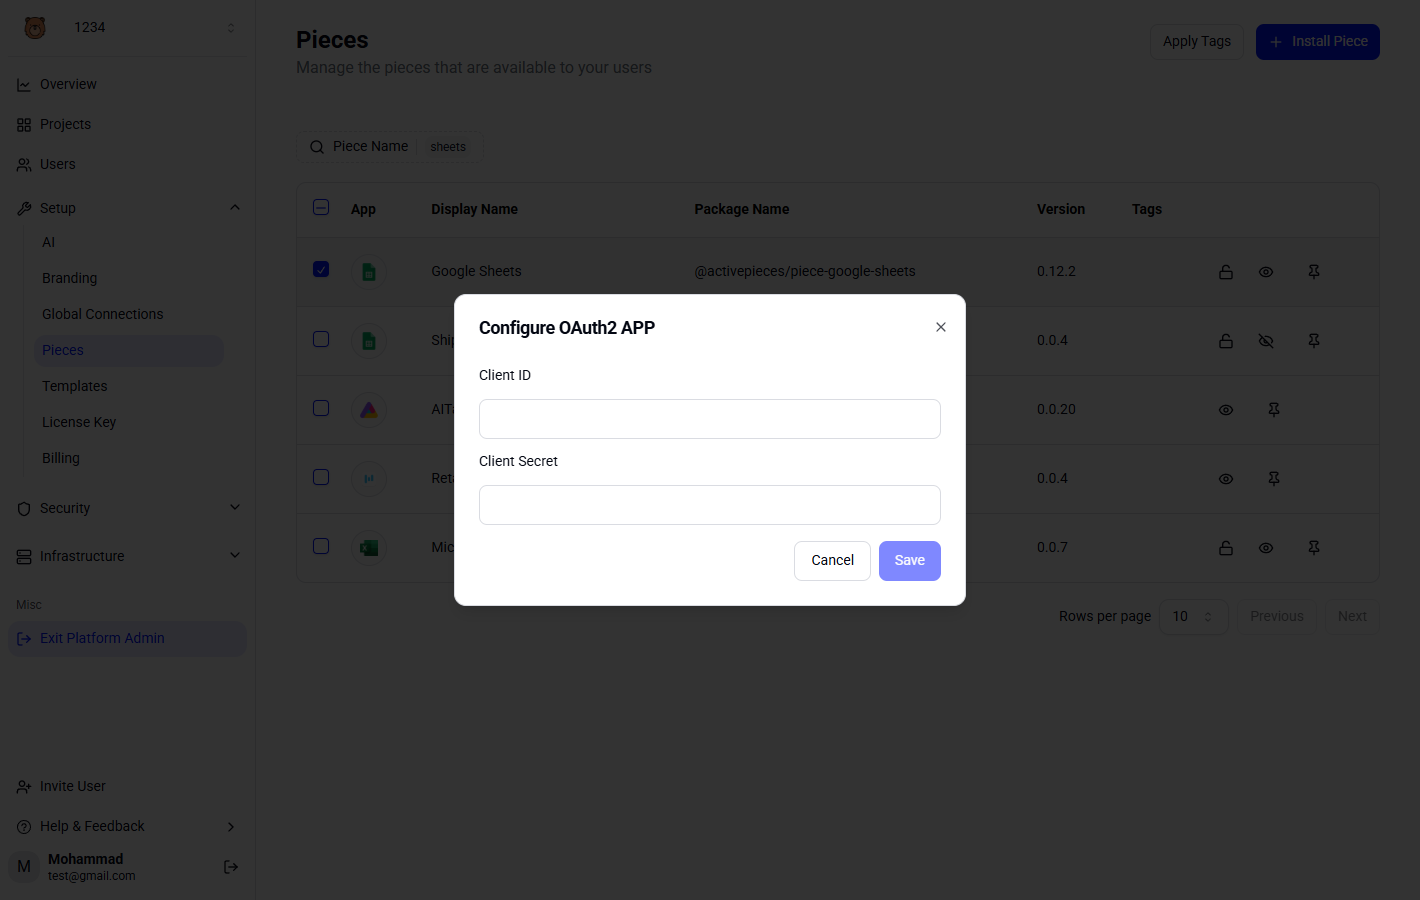 1234
Overview
Projects
Users
Setup
AI
Branding
Global Connections
Pieces
Templates
License Key
Billing
Security
Infrastructure
Misc
Exit Platform Admin
Invite User
Help & Feedback
M
Mohammad
test@gmail.com
Pieces
Manage the pieces that are available to your users
Apply Tags
Install Piece
Piece Name sheets
App Display Name Package Name Version Tags
Google Sheets @activepieces/piece-google-sheets 0.12.2
0.0.4
0.0.20
0.0.4
0.0.7
Rows per page 10 Previous Next
Configure OAuth2 APP
Client ID
Client Secret
Cancel Save